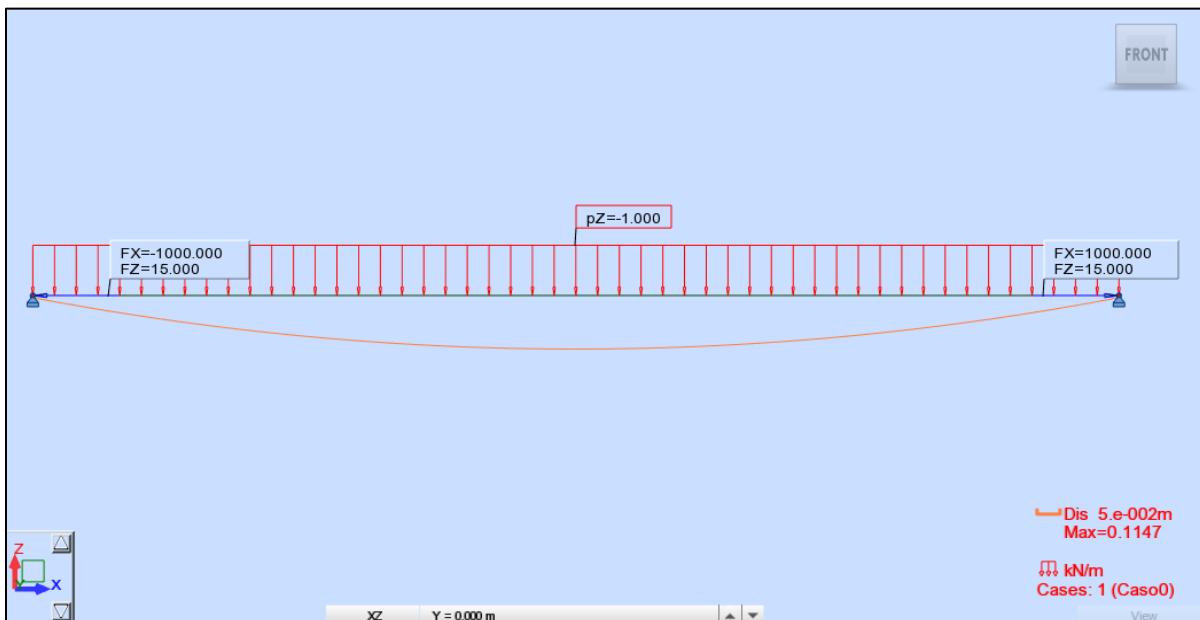 FRONT
pZ=-1.000
FX=-1000.000
FZ=15.000
FX=1000.000
FZ=15.000
Dis 5.e-002m
Max=0.1147
kN/m
Cases: 1 (Caso0)
Z
Y
X
XZ Y = 0.000 m
View